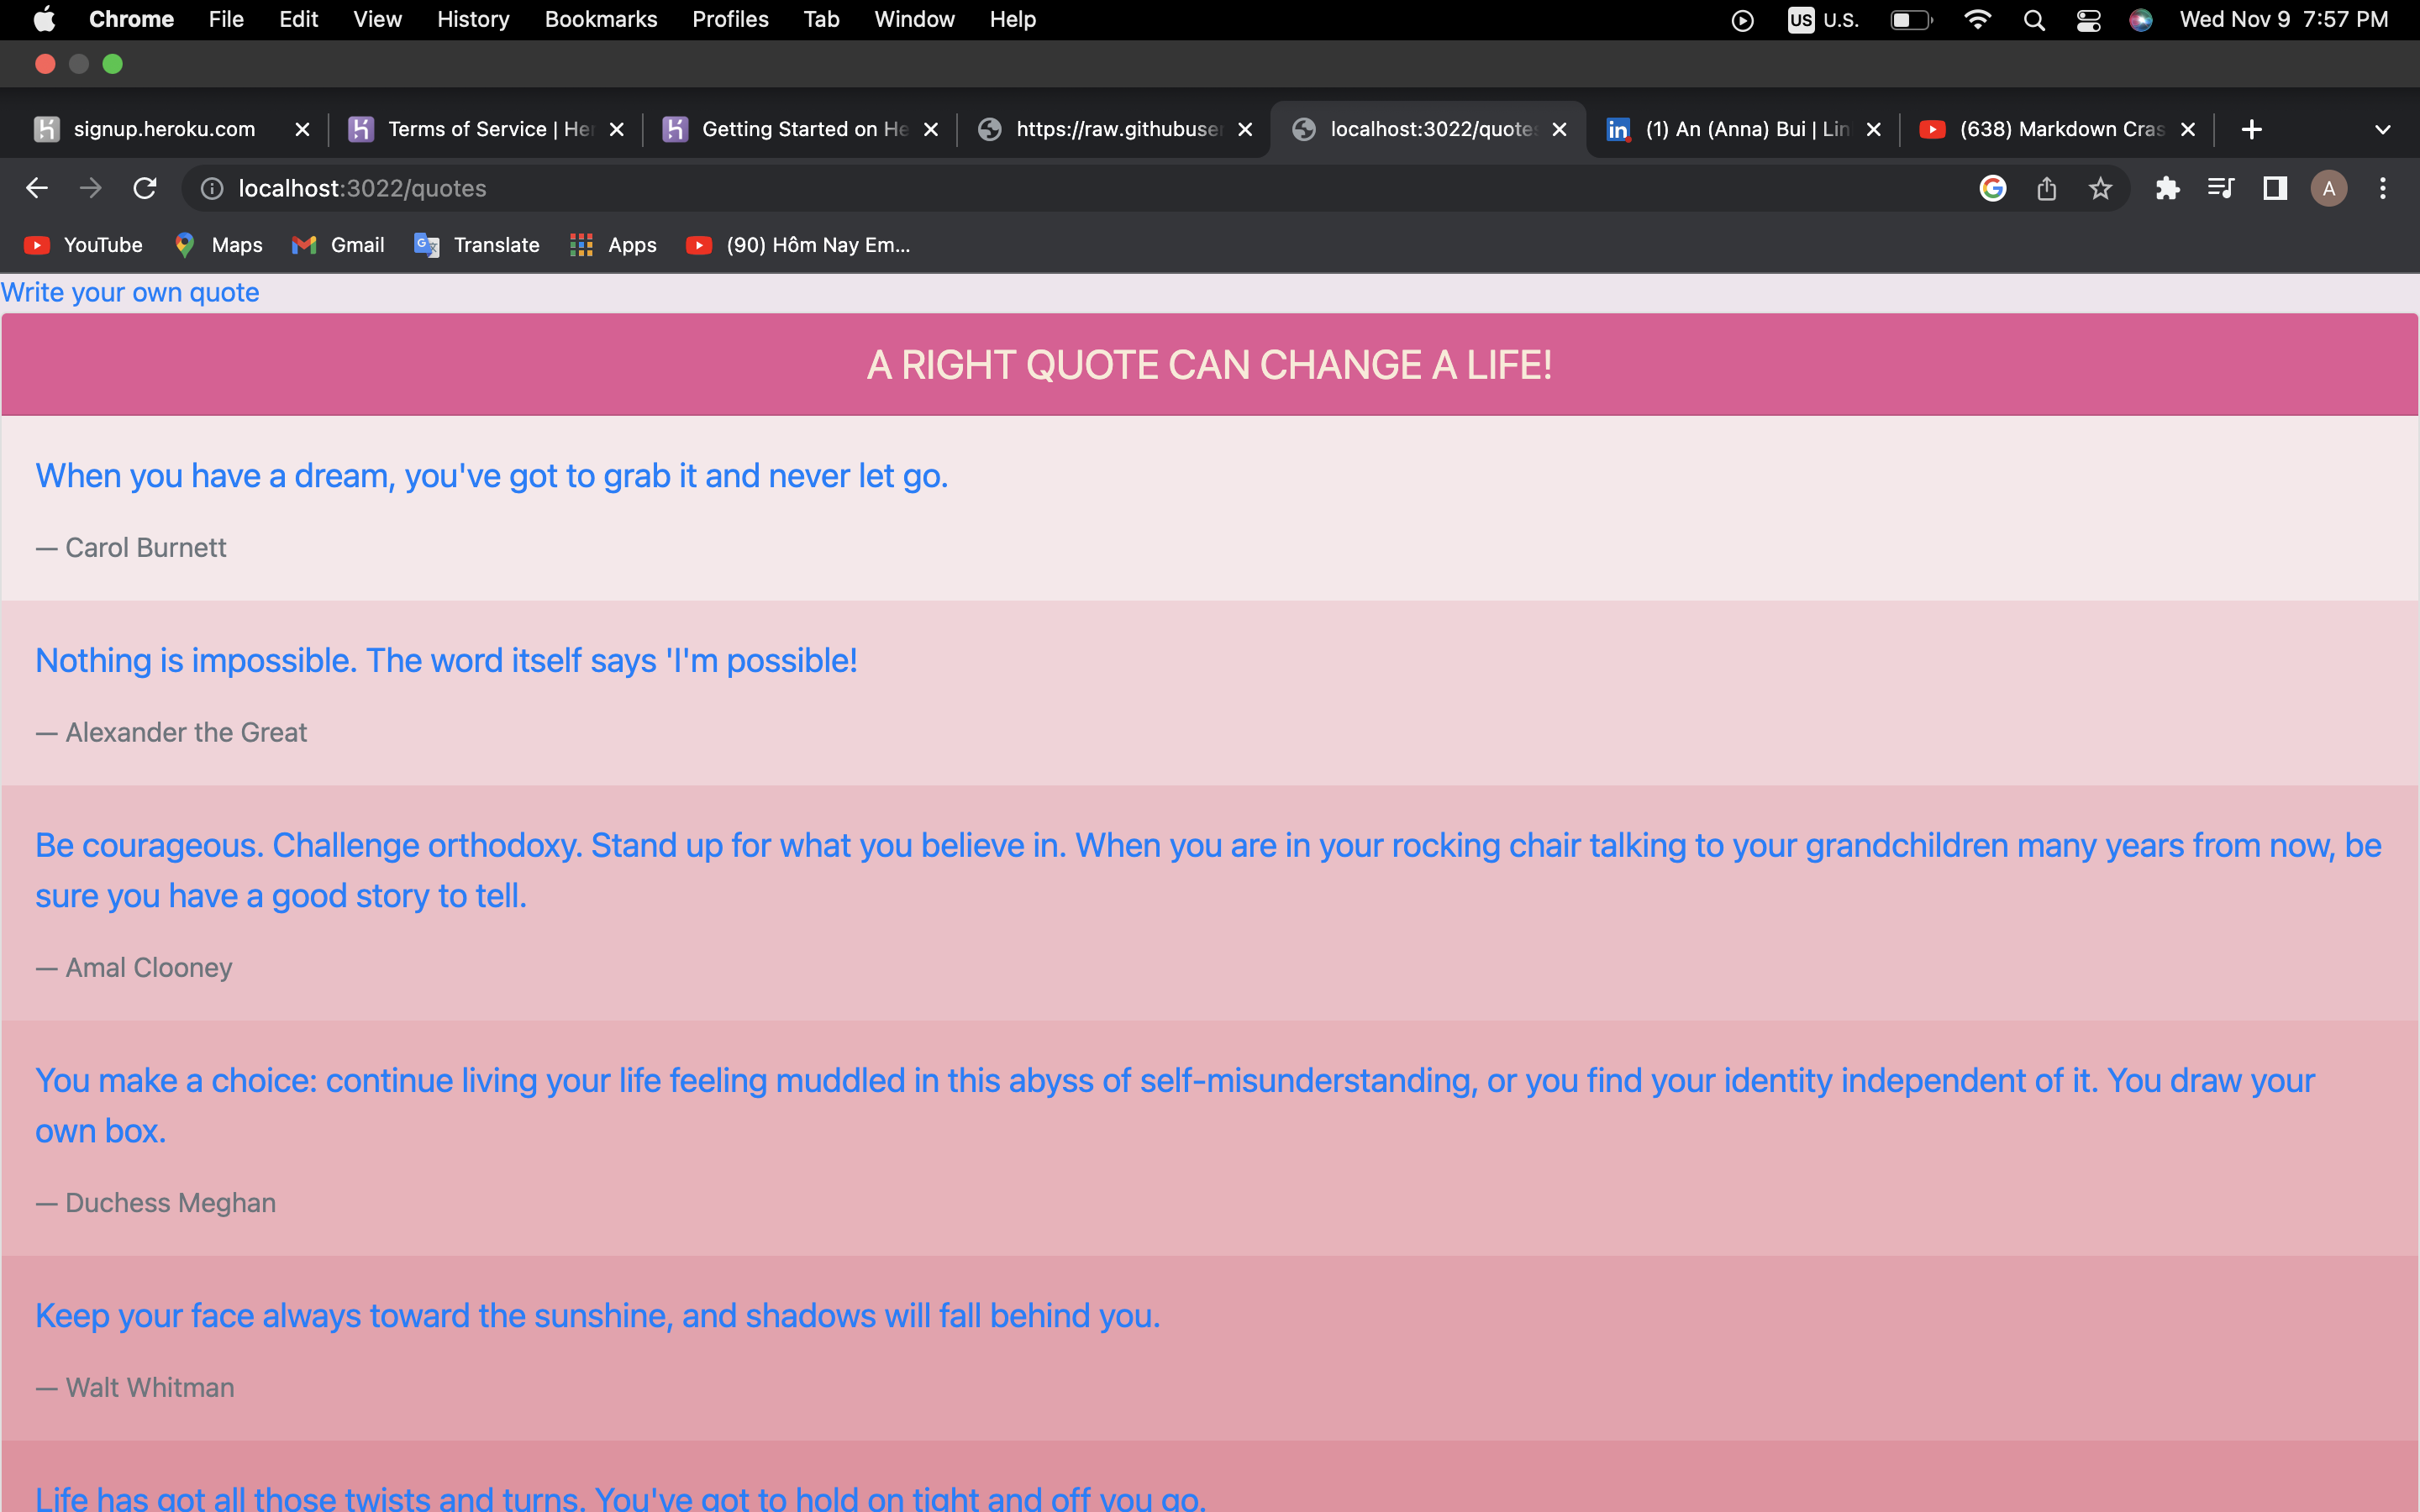 Chrome File Edit View History Bookmarks Profiles Tab Window Help US U.S. Wed Nov 9 7:57 PM
signup.heroku.com Terms of Service | Her Getting Started on He https://raw.githubuser localhost:3022/quotes (1) An (Anna) Bui | Lin (638) Markdown Cras
localhost:3022/quotes A
YouTube Maps Gmail Translate Apps (90) Hôm Nay Em...
Write your own quote
A RIGHT QUOTE CAN CHANGE A LIFE!
When you have a dream, you've got to grab it and never let go.
— Carol Burnett
Nothing is impossible. The word itself says 'I'm possible!
— Alexander the Great
Be courageous. Challenge orthodoxy. Stand up for what you believe in. When you are in your rocking chair talking to your grandchildren many years from now, be
sure you have a good story to tell.
— Amal Clooney
You make a choice: continue living your life feeling muddled in this abyss of self-misunderstanding, or you find your identity independent of it. You draw your
own box.
— Duchess Meghan
Keep your face always toward the sunshine, and shadows will fall behind you.
— Walt Whitman
Life has got all those twists and turns. You've got to hold on tight and off you go.